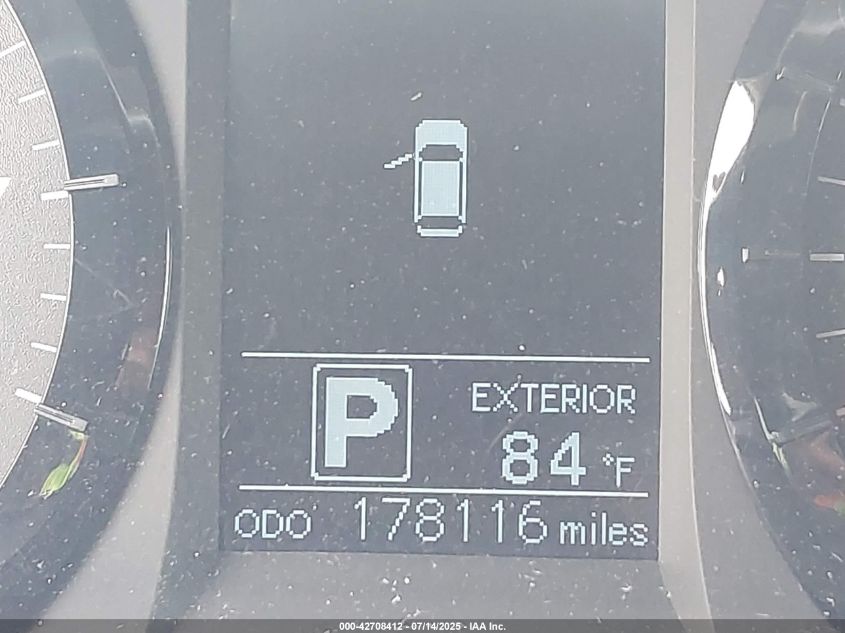 P
EXTERIOR
84 °F
ODO 178116 miles
000-42708412 - 07/14/2025 - IAA Inc.